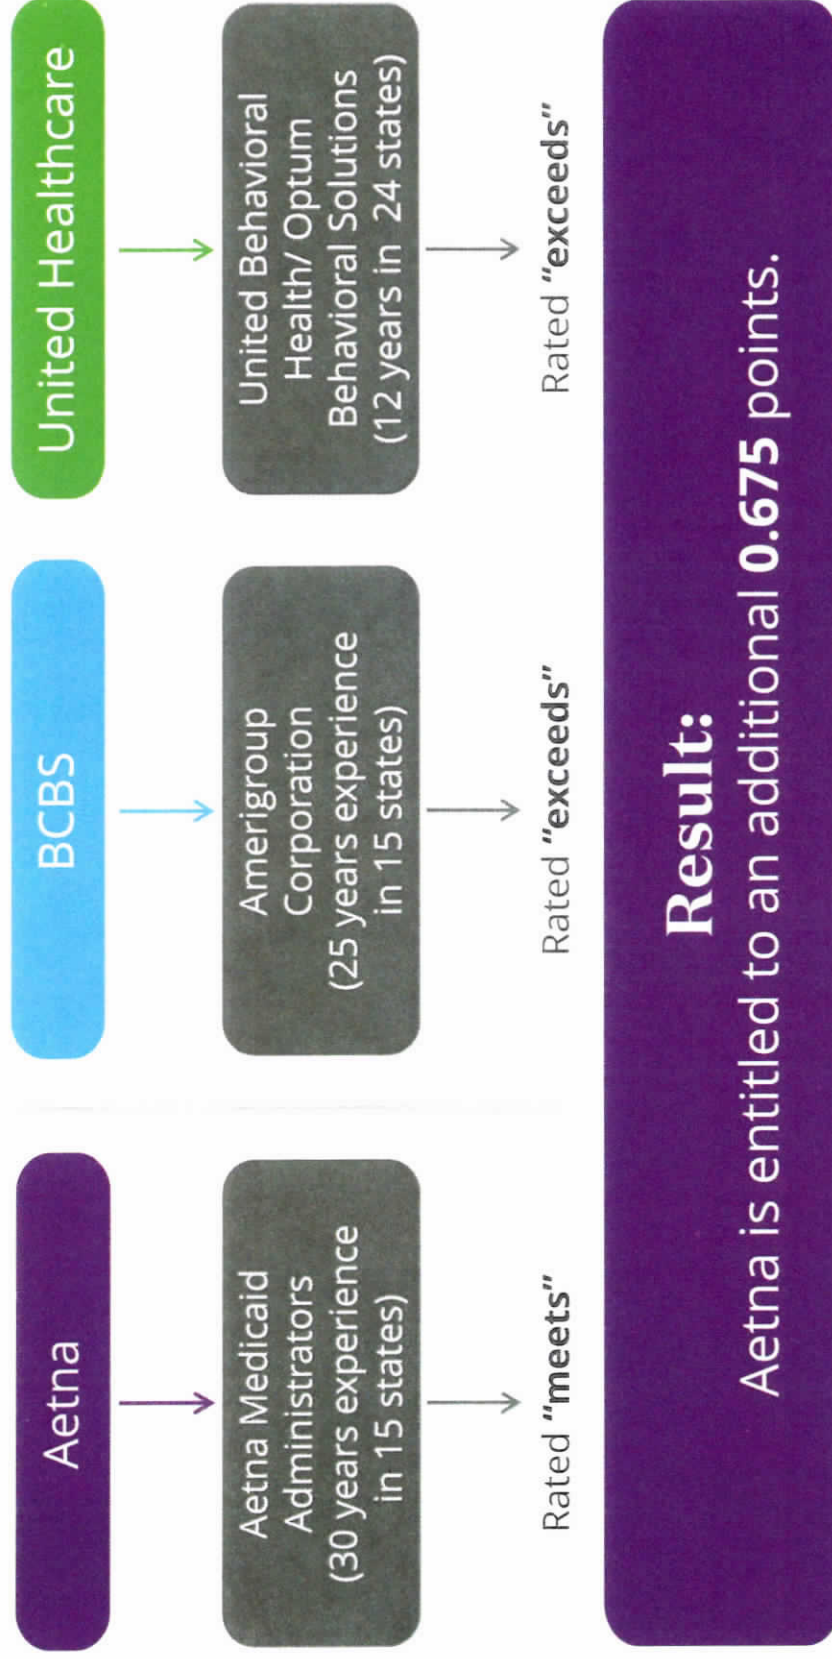 Aetna
Aetna Medicaid
Administrators
(30 years experience
in 15 states)
Rated “meets”
BCBS
Amerigroup
Corporation
(25 years experience
in 15 states)
Rated “exceeds”
United Healthcare
United Behavioral
Health/ Optum
Behavioral Solutions
(12 years in 24 states)
Rated “exceeds”
Result:
Aetna is entitled to an additional 0.675 points.